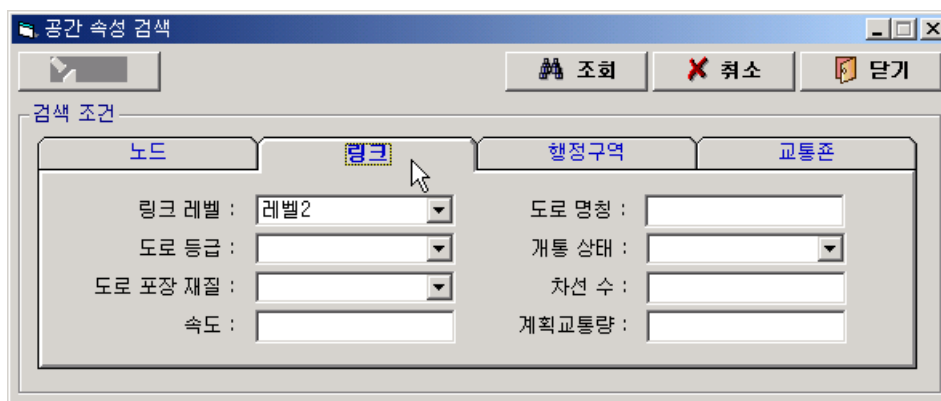 공간 속성 검색
조회 취소 닫기
검색 조건
노드 링크 행정구역 교통죤
링크 레벨 : 레벨2 도로 명칭 :
도로 등급 : 개통 상태 :
도로 포장 재질 : 차선 수 :
속도 : 계획교통량 :